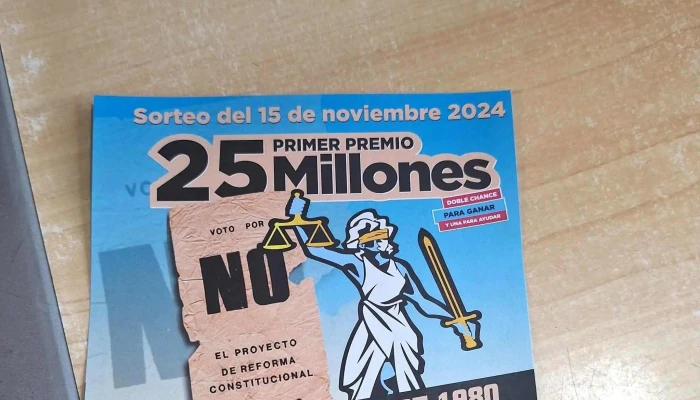 Sorteo del 15 de noviembre 2024
PRIMER PREMIO
25 Millones
DOBLE CHANCE
PARA GANAR
Y UNA PARA AYUDAR
VOTO POR
NO
EL PROYECTO
DE REFORMA
CONSTITUCIONAL
1980